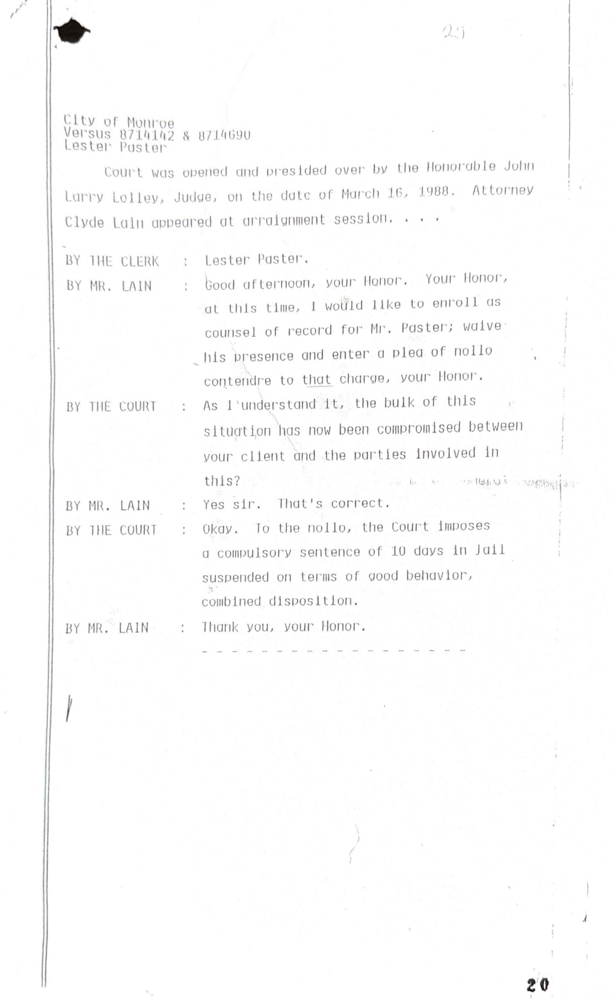 25
City of Monroe
Versus 8714142 & 8714690
Lester Paster
Court was opened and presided over by the Honorable John
Larry Lolley, Judge, on the date of March 16, 1988. Attorney
Clyde Lain appeared at arraignment session. . . .
BY THE CLERK : Lester Paster.
BY MR. LAIN : Good afternoon, your Honor. Your Honor,
at this time, I would like to enroll as
counsel of record for Mr. Paster; waive
his presence and enter a plea of nollo
contendre to that charge, your Honor.
BY THE COURT : As I understand it, the bulk of this
situation has now been compromised between
your client and the parties involved in
this?
BY MR. LAIN : Yes sir. That's correct.
BY THE COURT : Okay. To the nollo, the Court imposes
a compulsory sentence of 10 days in Jail
suspended on terms of good behavior,
combined disposition.
BY MR. LAIN : Thank you, your Honor.
- - - - - - - - - - - - - - - - - -
20